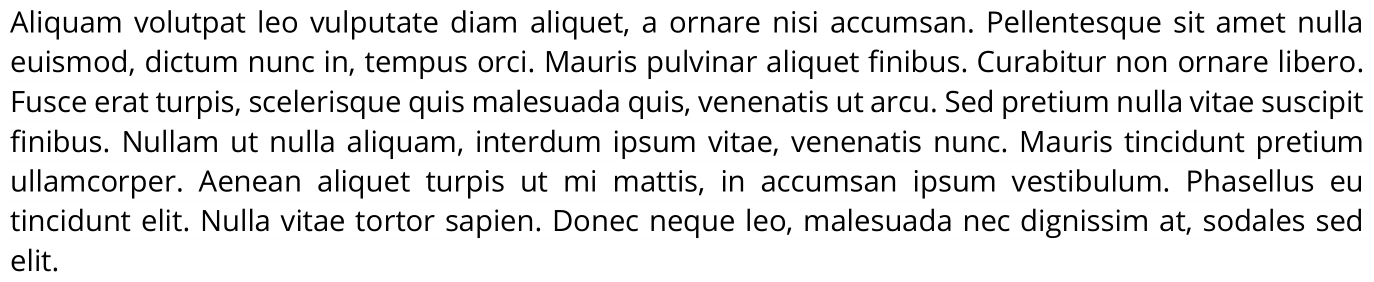 Aliquam volutpat leo vulputate diam aliquet, a ornare nisi accumsan. Pellentesque sit amet nulla
euismod, dictum nunc in, tempus orci. Mauris pulvinar aliquet finibus. Curabitur non ornare libero.
Fusce erat turpis, scelerisque quis malesuada quis, venenatis ut arcu. Sed pretium nulla vitae suscipit
finibus. Nullam ut nulla aliquam, interdum ipsum vitae, venenatis nunc. Mauris tincidunt pretium
ullamcorper. Aenean aliquet turpis ut mi mattis, in accumsan ipsum vestibulum. Phasellus eu
tincidunt elit. Nulla vitae tortor sapien. Donec neque leo, malesuada nec dignissim at, sodales sed
elit.